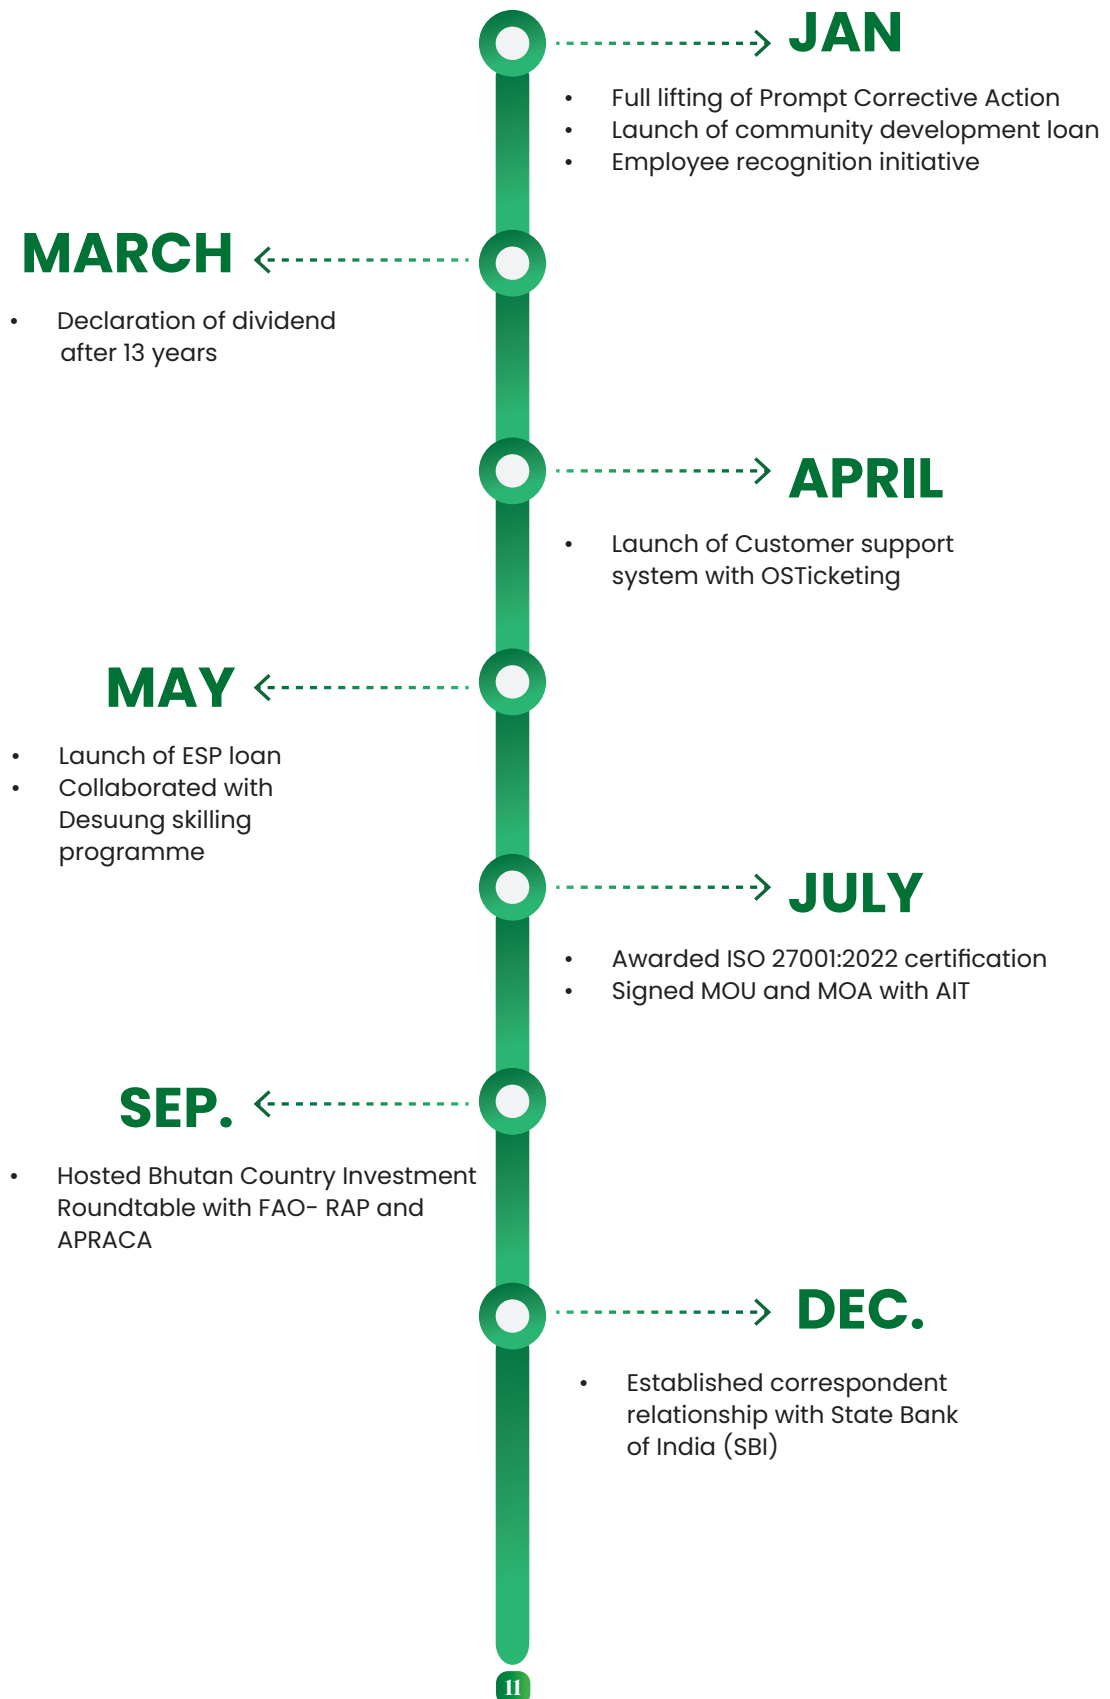 JAN
• Full lifting of Prompt Corrective Action
• Launch of community development loan
• Employee recognition initiative
MARCH
• Declaration of dividend
after 13 years
APRIL
• Launch of Customer support
system with OSTicketing
MAY
• Launch of ESP loan
• Collaborated with
Desuung skilling
programme
JULY
• Awarded ISO 27001:2022 certification
• Signed MOU and MOA with AIT
SEP.
• Hosted Bhutan Country Investment
Roundtable with FAO- RAP and
APRACA
DEC.
• Established correspondent
relationship with State Bank
of India (SBI)
11